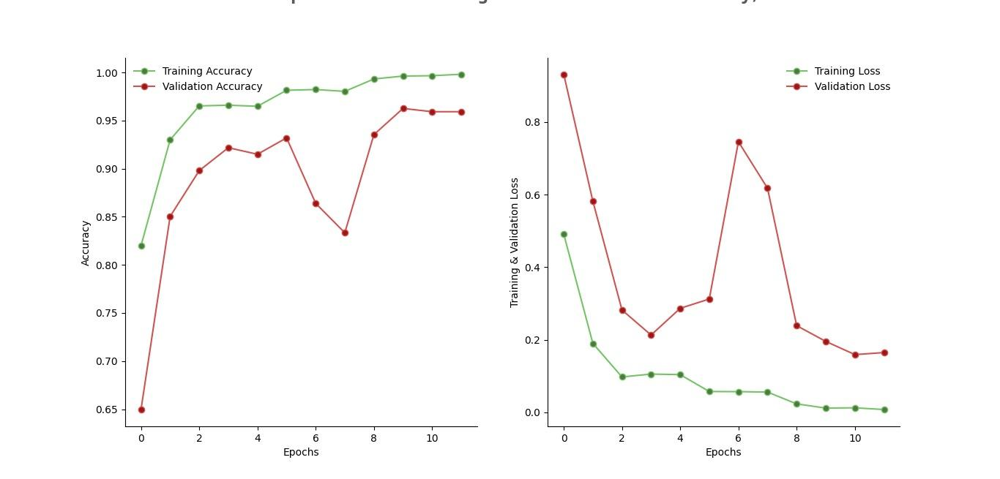 Training Accuracy
Validation Accuracy
1.00
0.95
0.90
0.85
0.80
0.75
0.70
0.65
0 2 4 6 8 10
Epochs
Accuracy
Training Loss
Validation Loss
0.8
0.6
0.4
0.2
0.0
0 2 4 6 8 10
Epochs
Training & Validation Loss